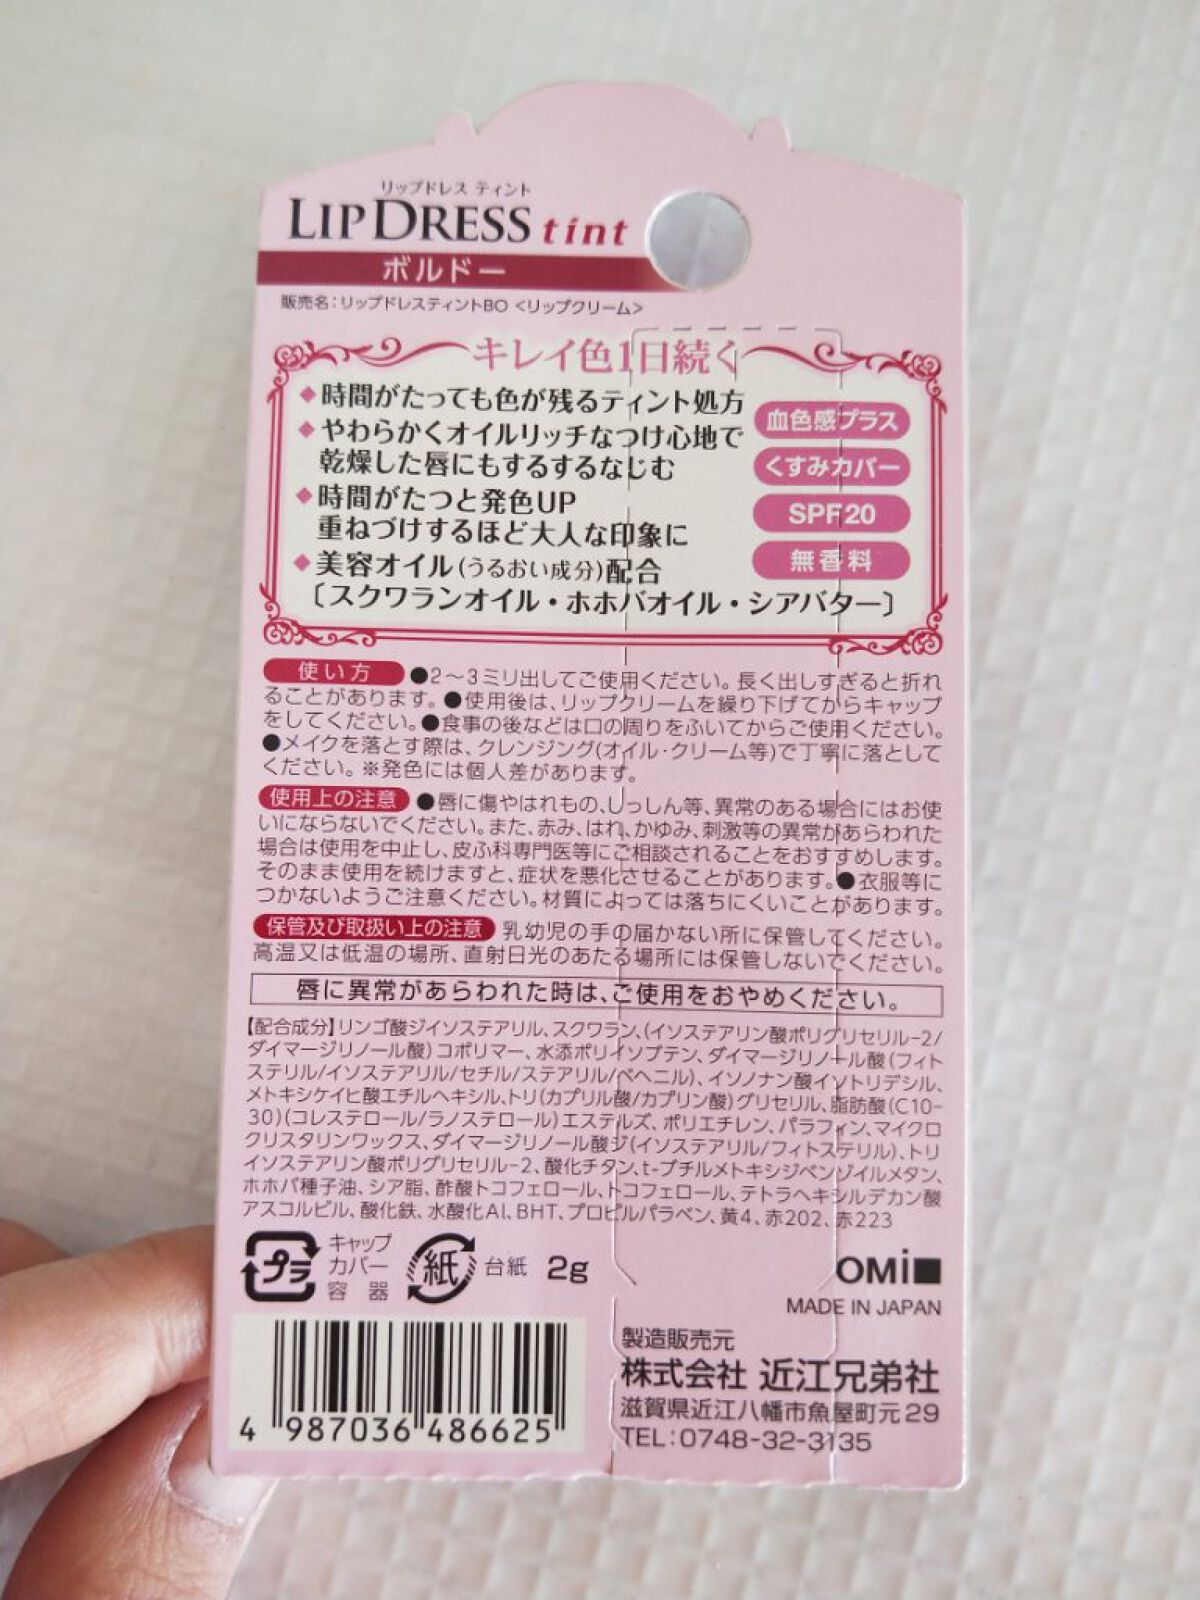 リップドレス ティント
LIP DRESS tint
ボルドー
販売名:リップドレスティントBO <リップクリーム>
キレイ色1日続く
◆時間がたっても色が残るティント処方
◆やわらかくオイルリッチなつけ心地で
乾燥した唇にもするするなじむ
◆時間がたつと発色UP
重ねづけするほど大人な印象に
◆美容オイル(うるおい成分)配合
〔スクワランオイル・ホホバオイル・シアバター〕
血色感プラス
くすみカバー
SPF20
無香料
使い方 ●2〜3ミリ出してご使用ください。長く出しすぎると折れ
ることがあります。●使用後は、リップクリームを繰り下げてからキャップ
をしてください。●食事の後などは口の周りをふいてからご使用ください。
●メイクを落とす際は、クレンジング(オイル・クリーム等)で丁寧に落として
ください。※発色には個人差があります。
使用上の注意 ●唇に傷やはれもの、しっしん等、異常のある場合にはお使
いにならないでください。また、赤み、はれ、かゆみ、刺激等の異常があらわれた
場合は使用を中止し、皮ふ科専門医等にご相談されることをおすすめします。
そのまま使用を続けますと、症状を悪化させることがあります。●衣服等に
つかないようご注意ください。材質によっては落ちにくいことがあります。
保管及び取扱い上の注意 乳幼児の手の届かない所に保管してください。
高温又は低温の場所、直射日光のあたる場所には保管しないでください。
唇に異常があらわれた時は、ご使用をおやめください。
【配合成分】リンゴ酸ジイソステアリル、スクワラン、(イソステアリン酸ポリグリセリル-2/
ダイマージリノール酸)コポリマー、水添ポリイソブテン、ダイマージリノール酸(フィト
ステリル/イソステアリル/セチル/ステアリル/ベヘニル)、イソノナン酸イソトリデシル、
メトキシケイヒ酸エチルヘキシル、トリ(カプリル酸/カプリン酸)グリセリル、脂肪酸(C10-
30)(コレステロール/ラノステロール)エステルズ、ポリエチレン、パラフィン、マイクロ
クリスタリンワックス、ダイマージリノール酸ジ(イソステアリル/フィトステリル)、トリ
イソステアリン酸ポリグリセリル-2、酸化チタン、t-ブチルメトキシジベンゾイルメタン、
ホホバ種子油、シア脂、酢酸トコフェロール、トコフェロール、テトラヘキシルデカン酸
アスコルビル、酸化鉄、水酸化Al、BHT、プロピルパラベン、黄4、赤202、赤223
プラ
キャップ
カバー
容器
紙
台紙
2g
OMi
MADE IN JAPAN
製造販売元
株式会社 近江兄弟社
滋賀県近江八幡市魚屋町元29
TEL:0748-32-3135
4 987036 486625